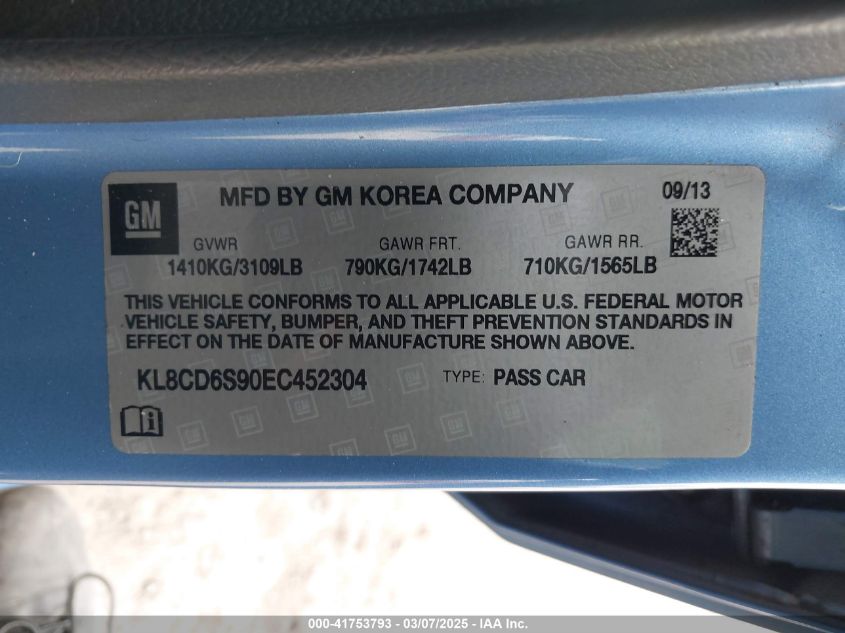 GM
MFD BY GM KOREA COMPANY
09/13
GVWR
GAWR FRT.
GAWR RR.
1410KG/3109LB
790KG/1742LB
710KG/1565LB
THIS VEHICLE CONFORMS TO ALL APPLICABLE U.S. FEDERAL MOTOR
VEHICLE SAFETY, BUMPER, AND THEFT PREVENTION STANDARDS IN
EFFECT ON THE DATE OF MANUFACTURE SHOWN ABOVE.
KL8CD6S90EC452304
TYPE: PASS CAR
000-41753793 - 03/07/2025 - IAA Inc.